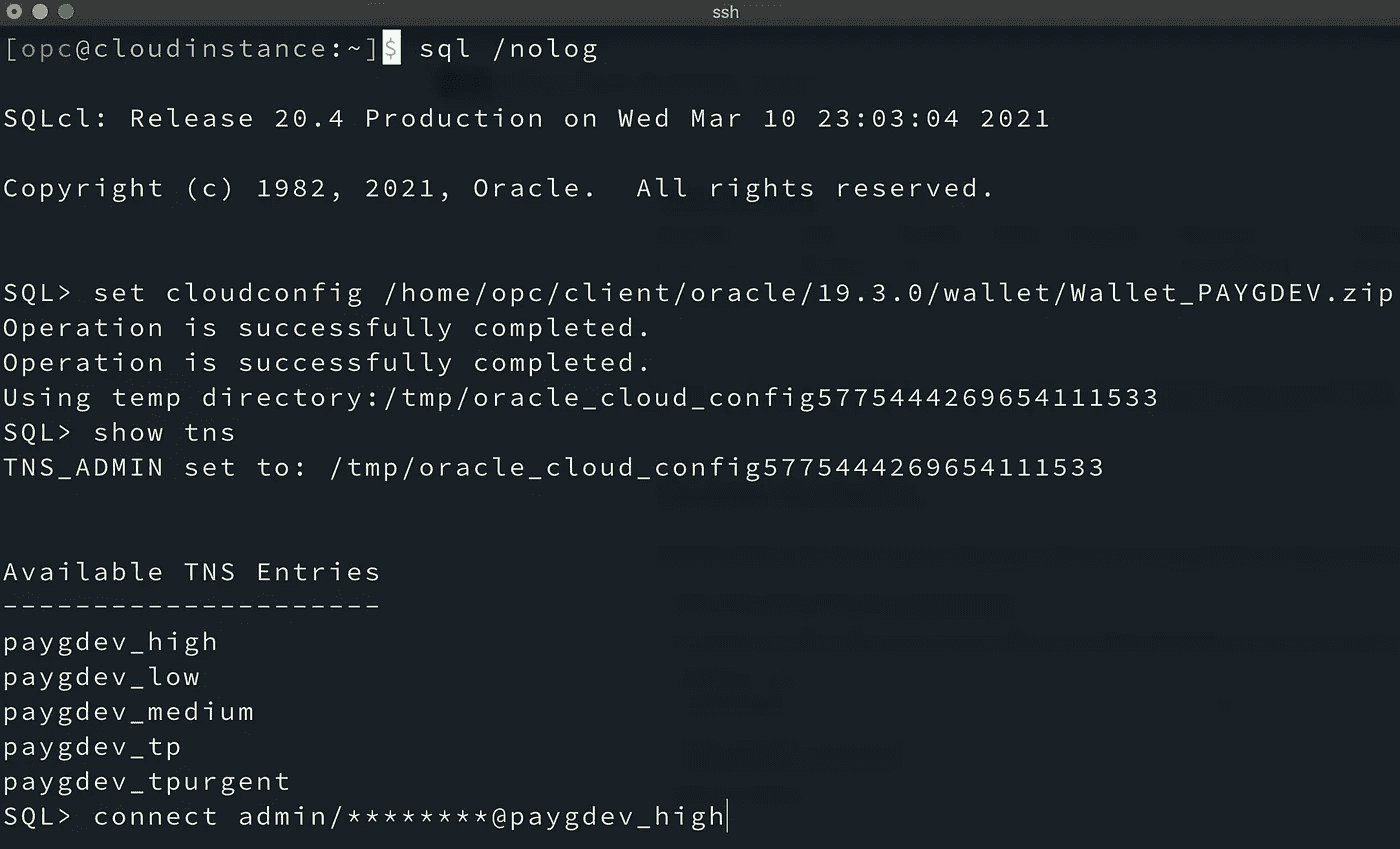 ssh
[opc@cloudinstance:~]$ sql /nolog
SQLcl: Release 20.4 Production on Wed Mar 10 23:03:04 2021
Copyright (c) 1982, 2021, Oracle.  All rights reserved.
SQL> set cloudconfig /home/opc/client/oracle/19.3.0/wallet/Wallet_PAYGDEV.zip
Operation is successfully completed.
Operation is successfully completed.
Using temp directory:/tmp/oracle_cloud_config5775444269654111533
SQL> show tns
TNS_ADMIN set to: /tmp/oracle_cloud_config5775444269654111533
Available TNS Entries
---------------------
paygdev_high
paygdev_low
paygdev_medium
paygdev_tp
paygdev_tpurgent
SQL> connect admin/********@paygdev_high